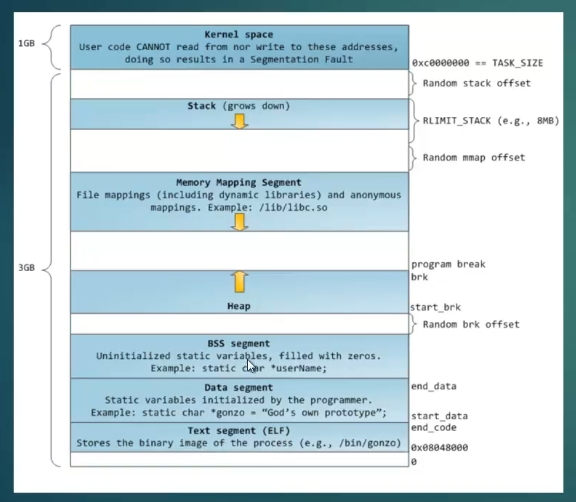 1GB
Kernel space
User code CANNOT read from nor write to these addresses,
doing so results in a Segmentation Fault
0xc0000000 == TASK_SIZE
Random stack offset
Stack (grows down)
RLIMIT_STACK (e.g., 8MB)
Random mmap offset
Memory Mapping Segment
File mappings (including dynamic libraries) and anonymous
mappings. Example: /lib/libc.so
3GB
program break
brk
Heap
start_brk
Random brk offset
BSS segment
Uninitialized static variables, filled with zeros.
Example: static char *userName;
Data segment
end_data
Static variables initialized by the programmer.
Example: static char *gonzo = “God’s own prototype”;
start_data
Text segment (ELF)
end_code
Stores the binary image of the process (e.g., /bin/gonzo)
0x08048000
0